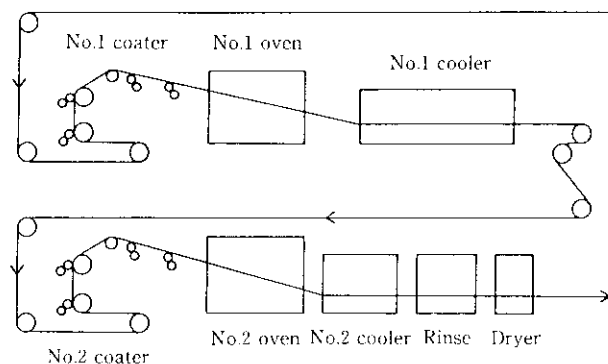 No.1 coater
No.1 oven
No.1 cooler
No.2 coater
No.2 oven
No.2 cooler
Rinse
Dryer